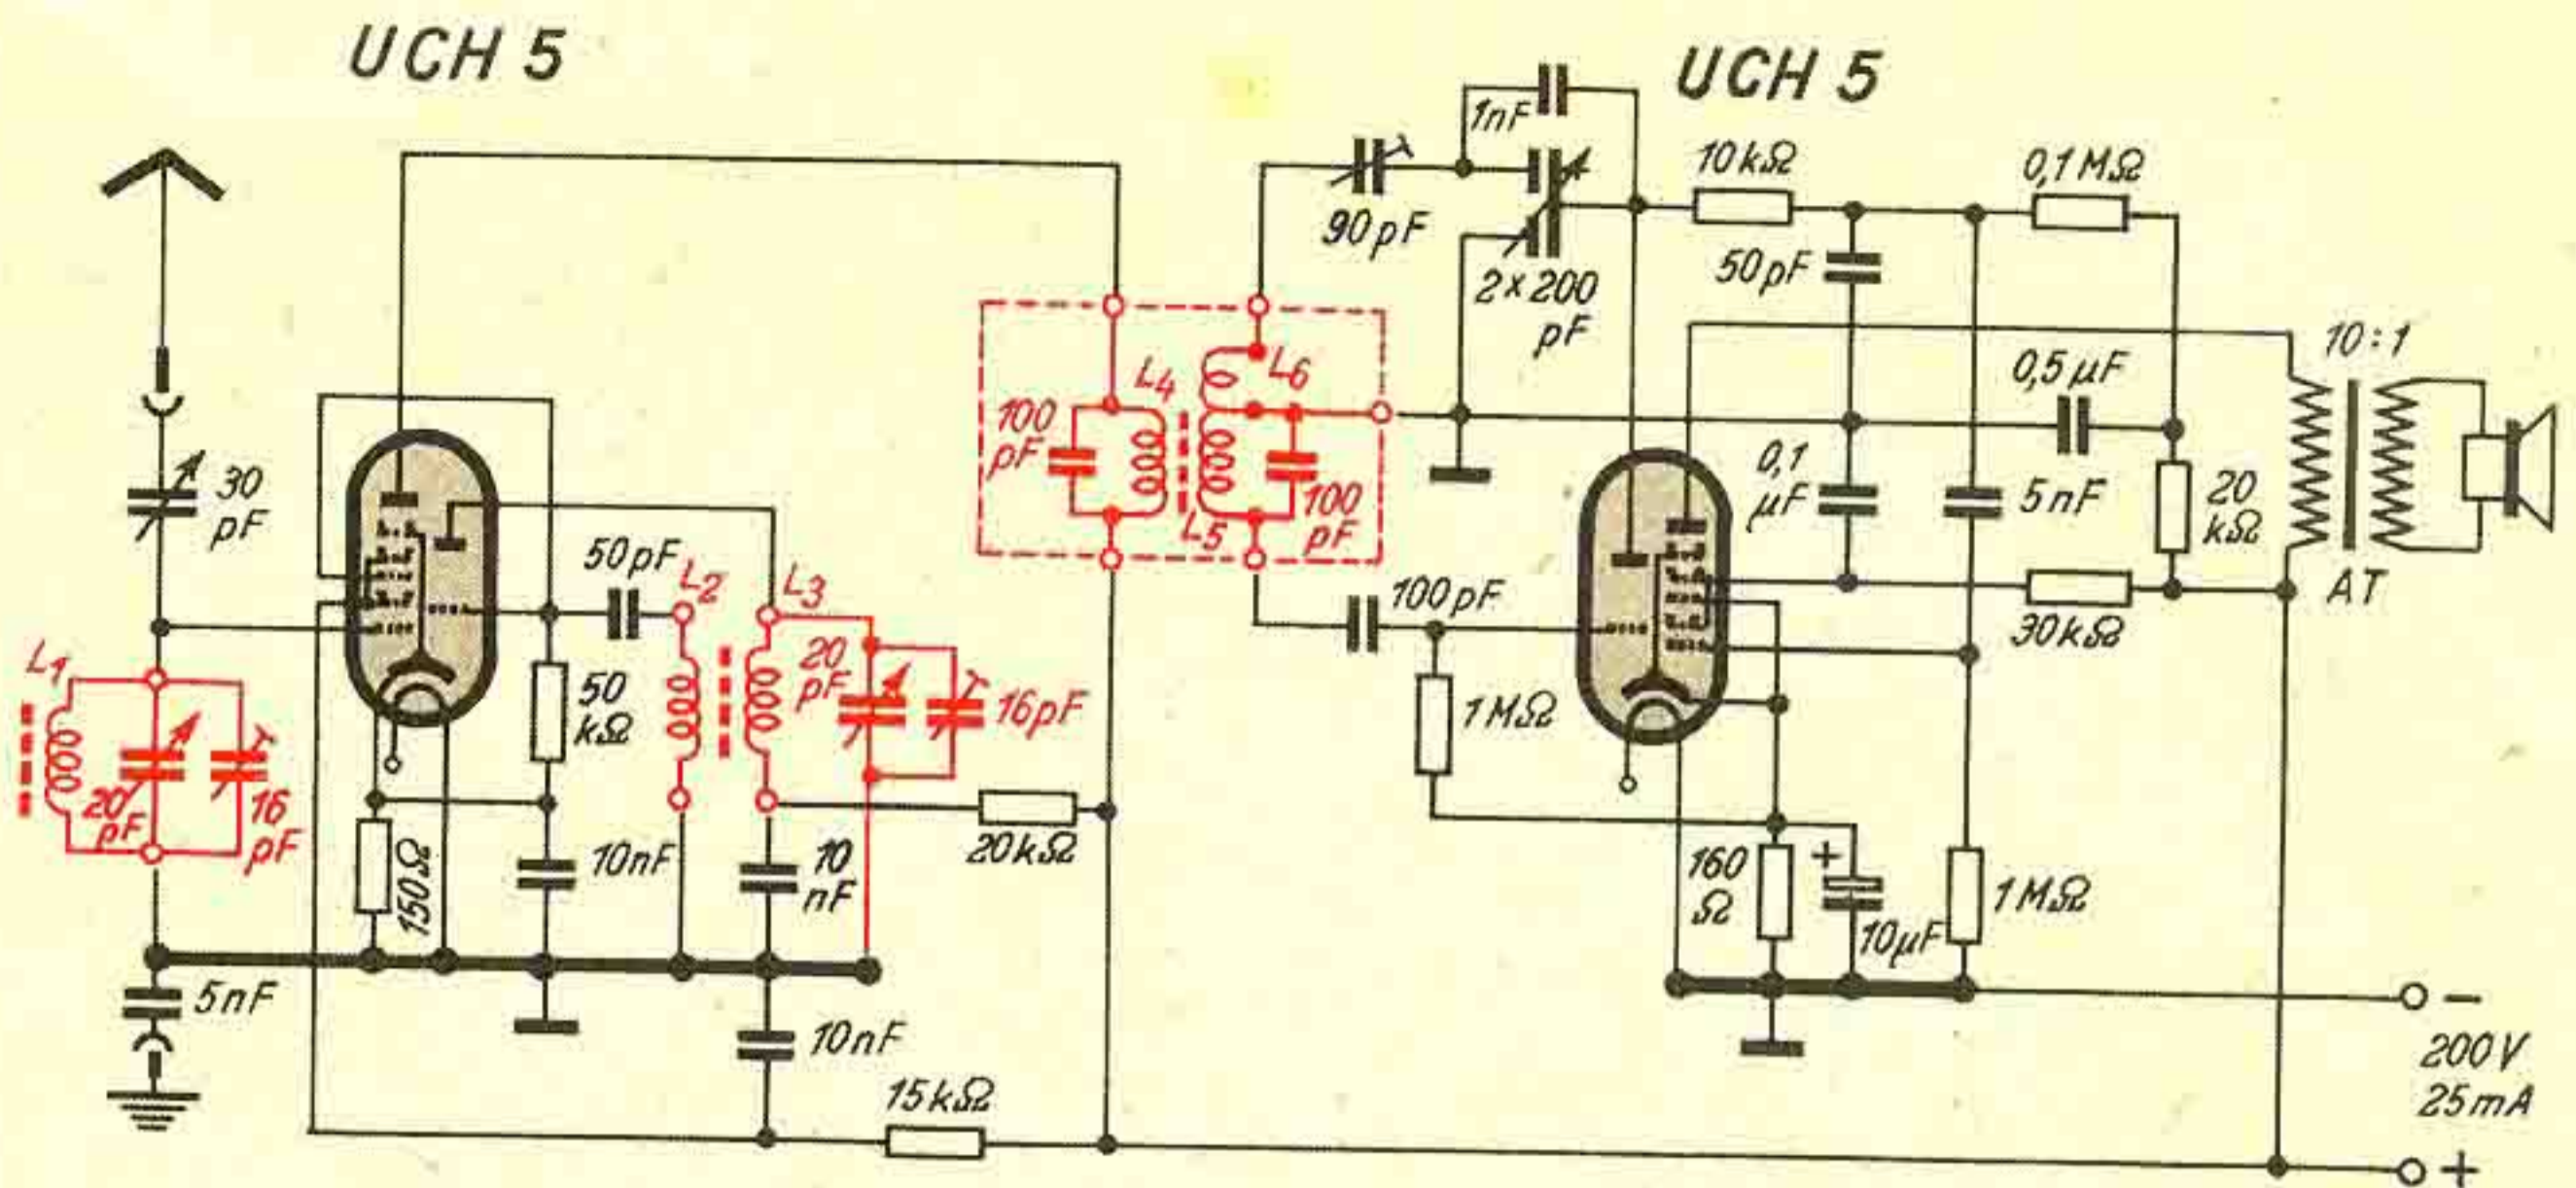 UCH 5
UCH 5
1nF
10kΩ
0,1MΩ
90pF
50pF
2×200
pF
10:1
0,5µF
L4
L6
100
pF
30
pF
0,1
µF
5nF
20
kΩ
50pF
L2
L3
L5
100
pF
100pF
AT
30kΩ
L1
20
pF
16pF
50
kΩ
1MΩ
20
pF
16
pF
150Ω
10nF
10
nF
20kΩ
160
Ω
+
10µF
1MΩ
5nF
10nF
15kΩ
−
200V
25mA
+